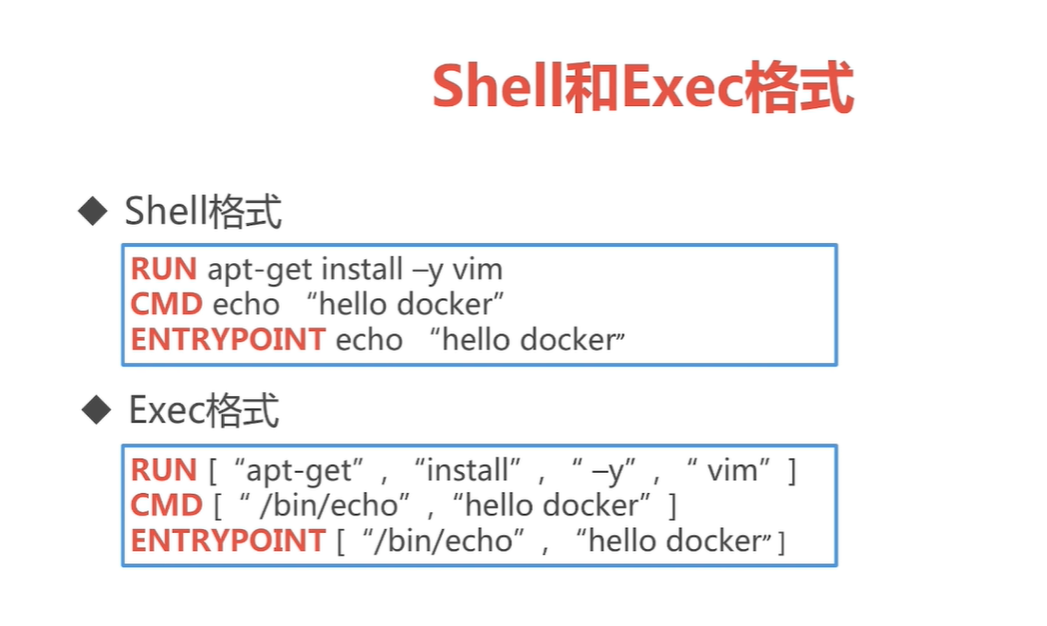 Shell和Exec格式
◆ Shell格式
RUN apt-get install –y vim
CMD echo “hello docker”
ENTRYPOINT echo “hello docker”
◆ Exec格式
RUN [ “apt-get” , “install” , “ –y” , “ vim” ]
CMD [ “ /bin/echo” , “hello docker” ]
ENTRYPOINT [ “/bin/echo” , “hello docker” ]